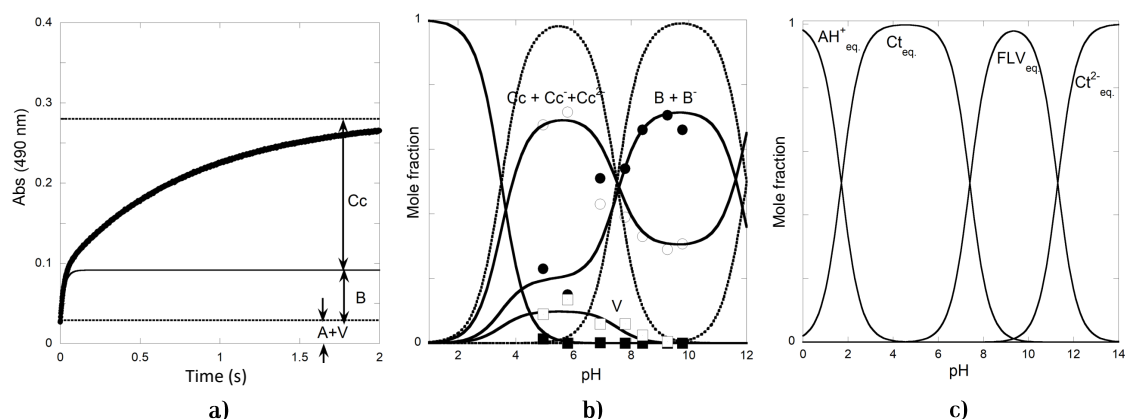 0.4
0.3
0.2
0.1
0
Abs (490 nm)
Cc
B
A+V
0 0.5 1 1.5 2
Time (s)
a)
1
0
Mole fraction
Cc + Cc⁻+Cc²⁻
B + B⁻
V
2 4 6 8 10 12
pH
b)
1
0
Mole fraction
AH⁺eq.
Cteq.
FLVeq.
Ct²⁻eq.
0 2 4 6 8 10 12 14
pH
c)